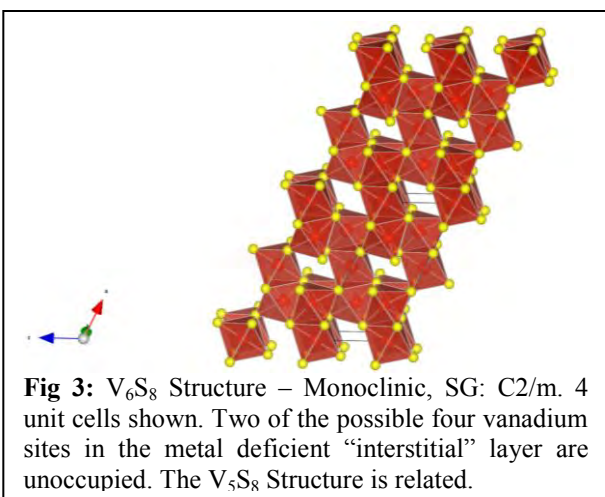 Fig 3: V₆S₈ Structure – Monoclinic, SG: C2/m. 4
unit cells shown. Two of the possible four vanadium
sites in the metal deficient “interstitial” layer are
unoccupied. The V₅S₈ Structure is related.